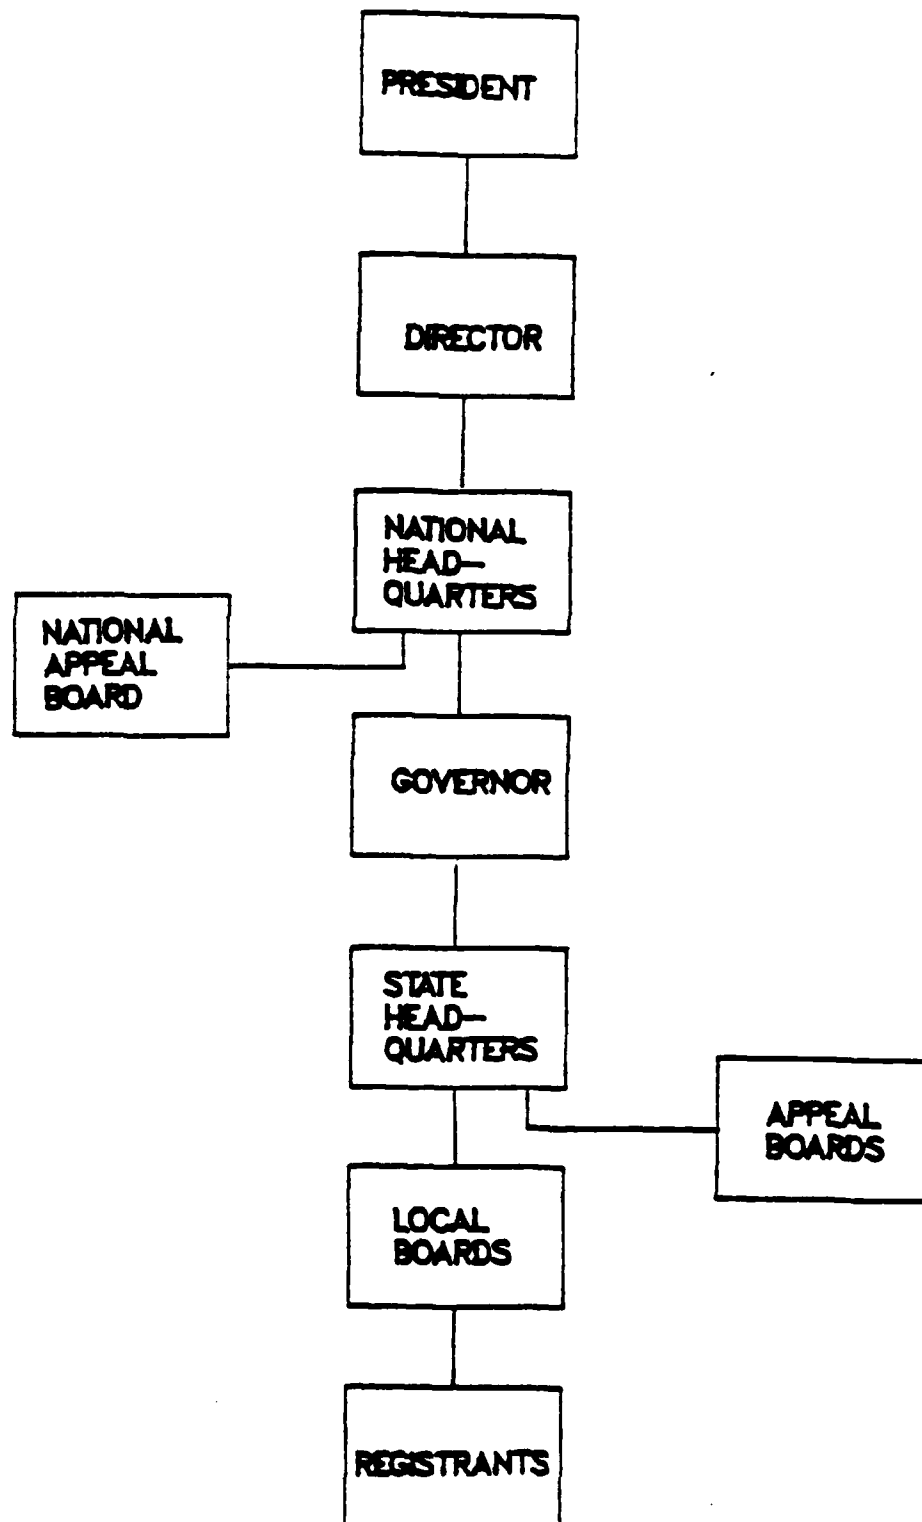 PRESIDENT
DIRECTOR
NATIONAL
HEAD-
QUARTERS
NATIONAL
APPEAL
BOARD
GOVERNOR
STATE
HEAD-
QUARTERS
APPEAL
BOARDS
LOCAL
BOARDS
REGISTRANTS